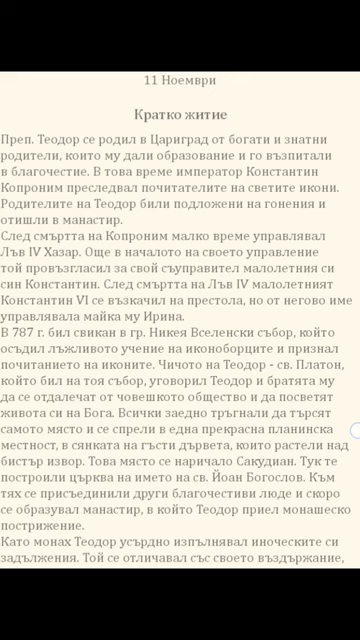 11 Ноември
Кратко житие
Преп. Теодор се родил в Цариград от богати и знатни
родители, които му дали образование и го възпитали
в благочестие. В това време император Константин
Копроним преследвал почитателите на светите икони.
Родителите на Теодор били подложени на гонения и
отишли в манастир.
След смъртта на Копроним малко време управлявал
Лъв IV Хазар. Още в началото на своето управление
той провъзгласил за свой съуправител малолетния си
син Константин. След смъртта на Лъв IV малолетният
Константин VI се възкачил на престола, но от негово име
управлявала майка му Ирина.
В 787 г. бил свикан в гр. Никея Вселенски събор, който
осъдил лъжливото учение на иконоборците и признал
почитанието на иконите. Чичото на Теодор - св. Платон,
който бил на тоя събор, уговорил Теодор и братята му
да се отдалечат от човешкото общество и да посветят
живота си на Бога. Всички заедно тръгнали да търсят
самото място и се спрели в една прекрасна планинска
местност, в сянката на гъсти дървета, които растели над
бистър извор. Това място се наричало Сакудиан. Тук те
построили църква на името на св. Йоан Богослов. Към
тях се присъединили други благочестиви люде и скоро
се образувал манастир, в който Теодор приел монашеско
пострижение.
Като монах Теодор усърдно изпълнявал иноческите си
задължения. Той се отличавал със своето въздържание,